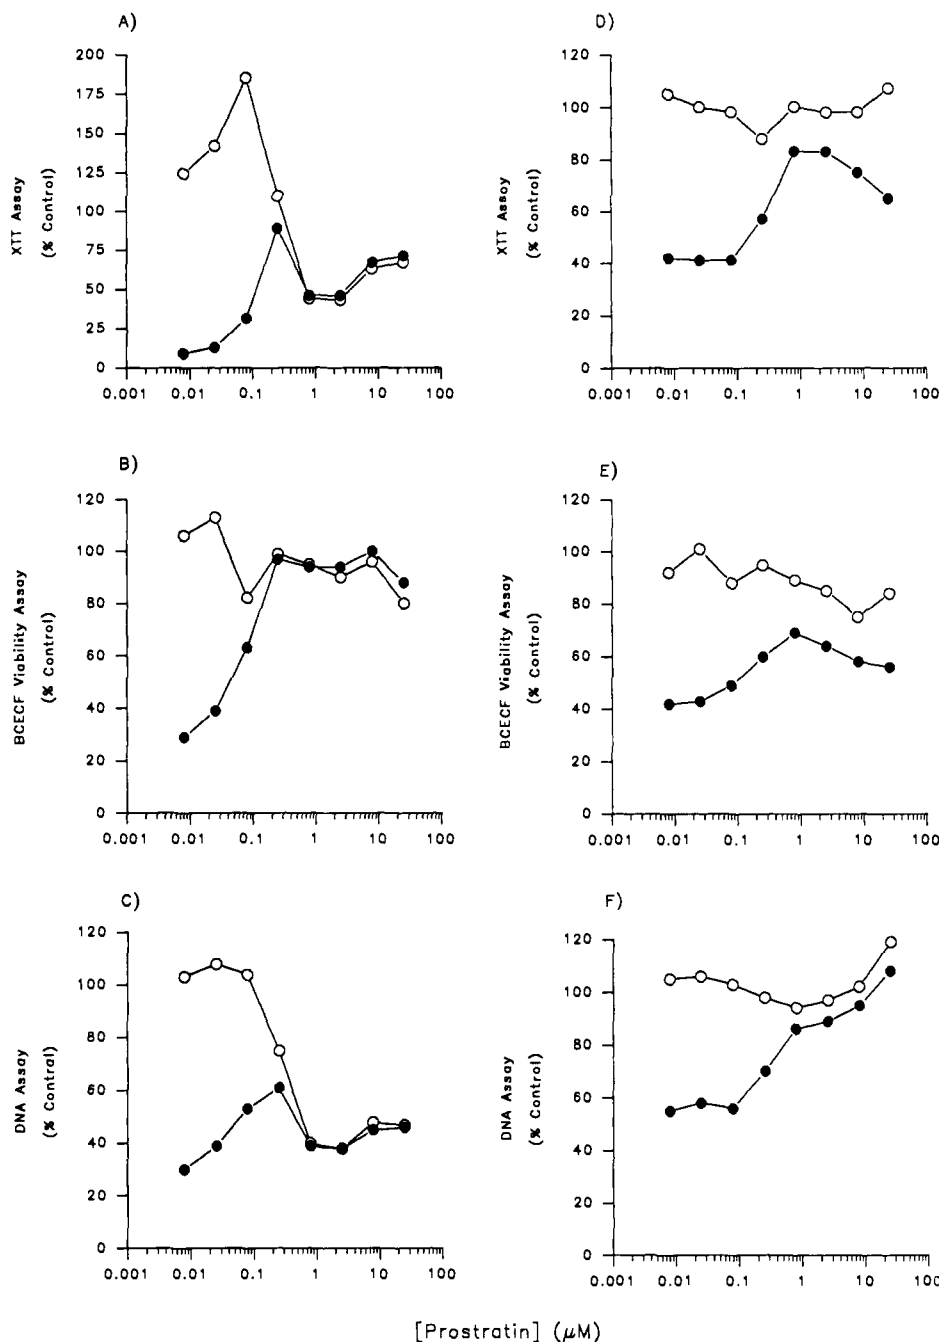 A)
200
175
150
125
100
75
50
25
0
XTT Assay
(% Control)
0.001 0.01 0.1 1 10 100
D)
120
100
80
60
40
20
0
XTT Assay
(% Control)
0.001 0.01 0.1 1 10 100
B)
120
100
80
60
40
20
0
BCECF Viability Assay
(% Control)
0.001 0.01 0.1 1 10 100
E)
120
100
80
60
40
20
0
BCECF Viability Assay
(% Control)
0.001 0.01 0.1 1 10 100
C)
120
100
80
60
40
20
0
DNA Assay
(% Control)
0.001 0.01 0.1 1 10 100
F)
120
100
80
60
40
20
0
DNA Assay
(% Control)
0.001 0.01 0.1 1 10 100
[Prostratin] (μM)